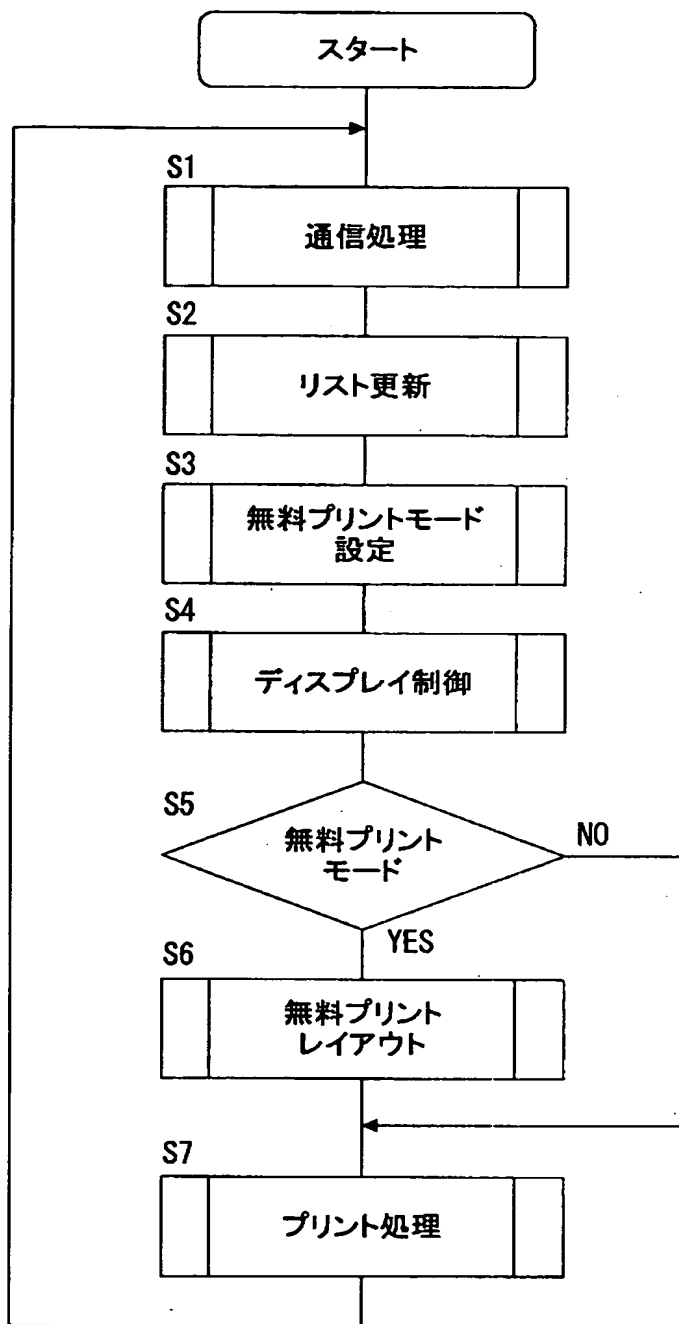 スタート
S1
通信処理
S2
リスト更新
S3
無料プリントモード
設定
S4
ディスプレイ制御
S5
無料プリント
モード
NO
YES
S6
無料プリント
レイアウト
S7
プリント処理